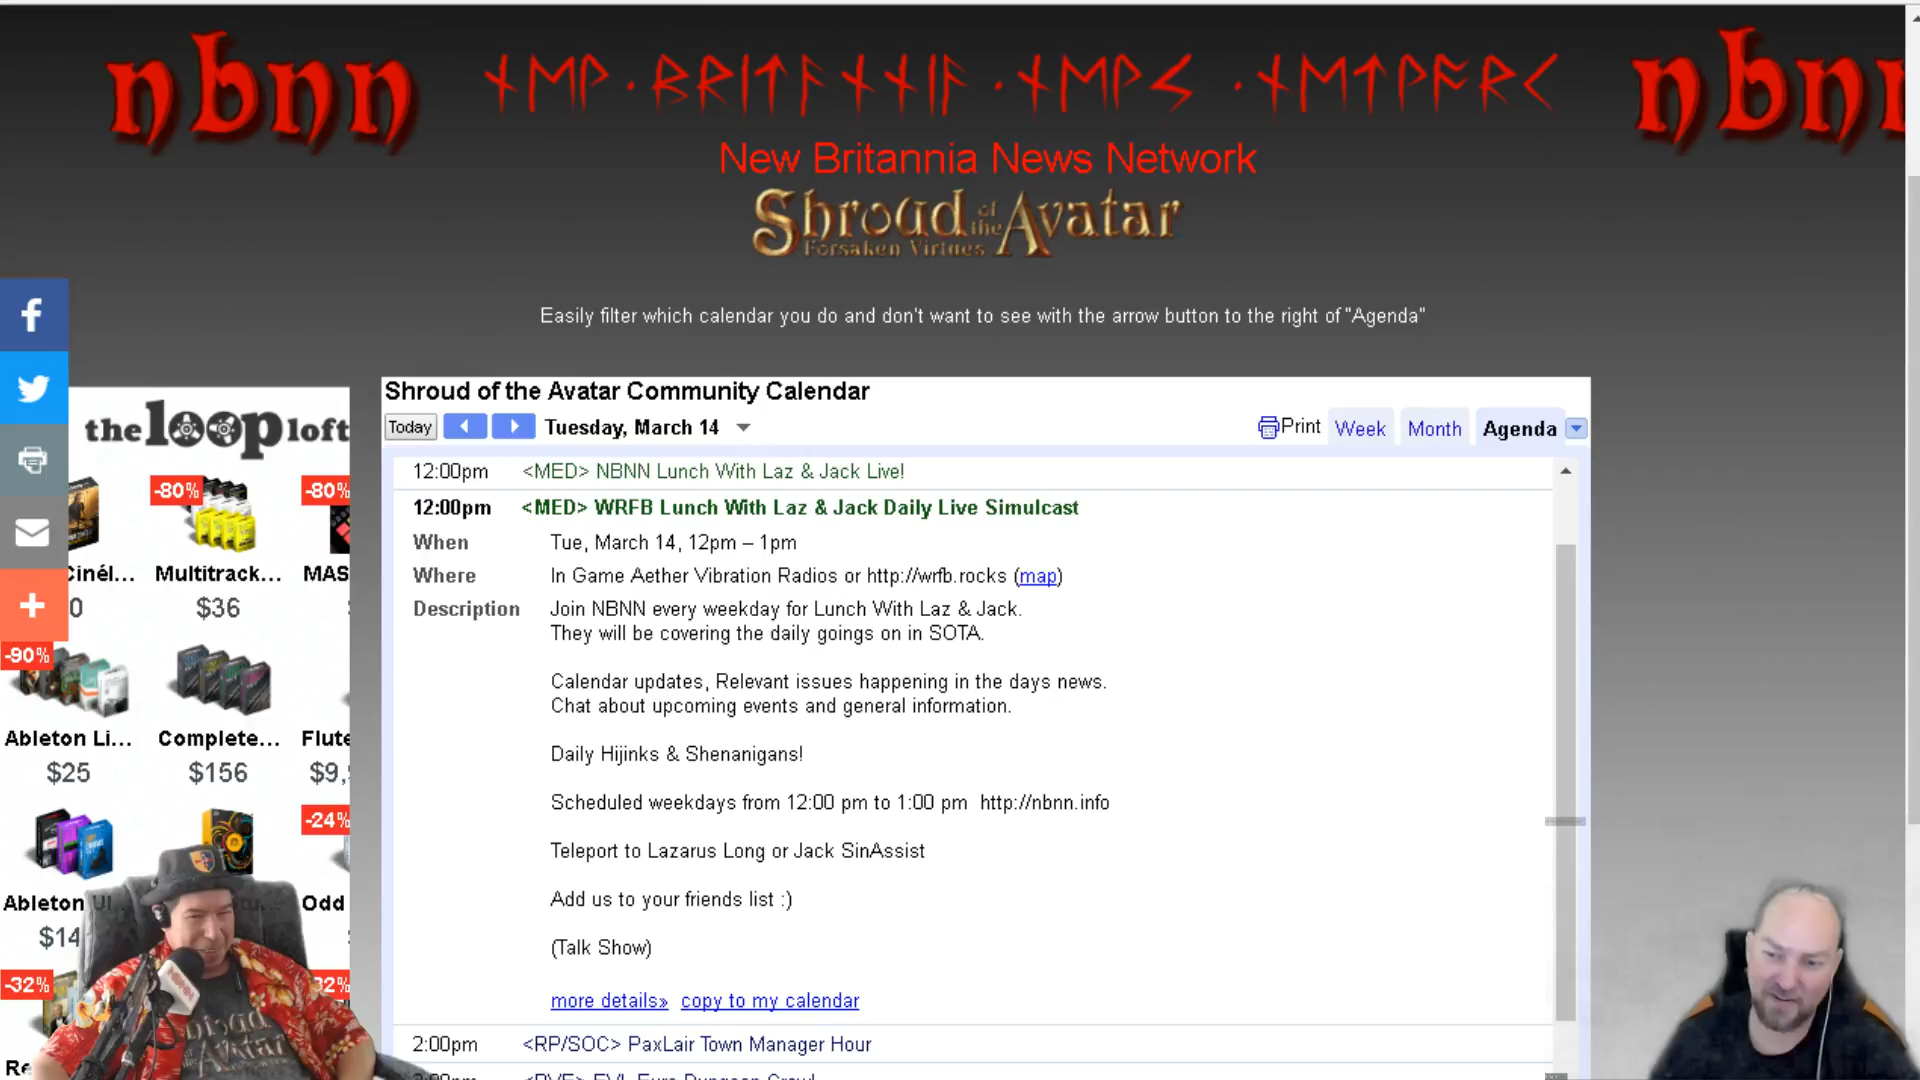 nbnn
nbnn
New Britannia News Network
Shroud of the Avatar
Forsaken Virtues
Easily filter which calendar you do and don't want to see with the arrow button to the right of "Agenda"
Shroud of the Avatar Community Calendar
Today
Tuesday, March 14
Print
Week
Month
Agenda
12:00pm <MED> NBNN Lunch With Laz & Jack Live!
12:00pm <MED> WRFB Lunch With Laz & Jack Daily Live Simulcast
When Tue, March 14, 12pm – 1pm
Where In Game Aether Vibration Radios or http://wrfb.rocks (map)
Description Join NBNN every weekday for Lunch With Laz & Jack.
They will be covering the daily goings on in SOTA.
Calendar updates, Relevant issues happening in the days news.
Chat about upcoming events and general information.
Daily Hijinks & Shenanigans!
Scheduled weekdays from 12:00 pm to 1:00 pm http://nbnn.info
Teleport to Lazarus Long or Jack SinAssist
Add us to your friends list :)
(Talk Show)
more details» copy to my calendar
2:00pm <RP/SOC> PaxLair Town Manager Hour
the loop loft
-80% -80%
Cinél... Multitrack... MAS
0 $36
-90%
Ableton Li... Complete... Flute
$25 $156 $9,
-24%
Ableton Odd
$14
-32%